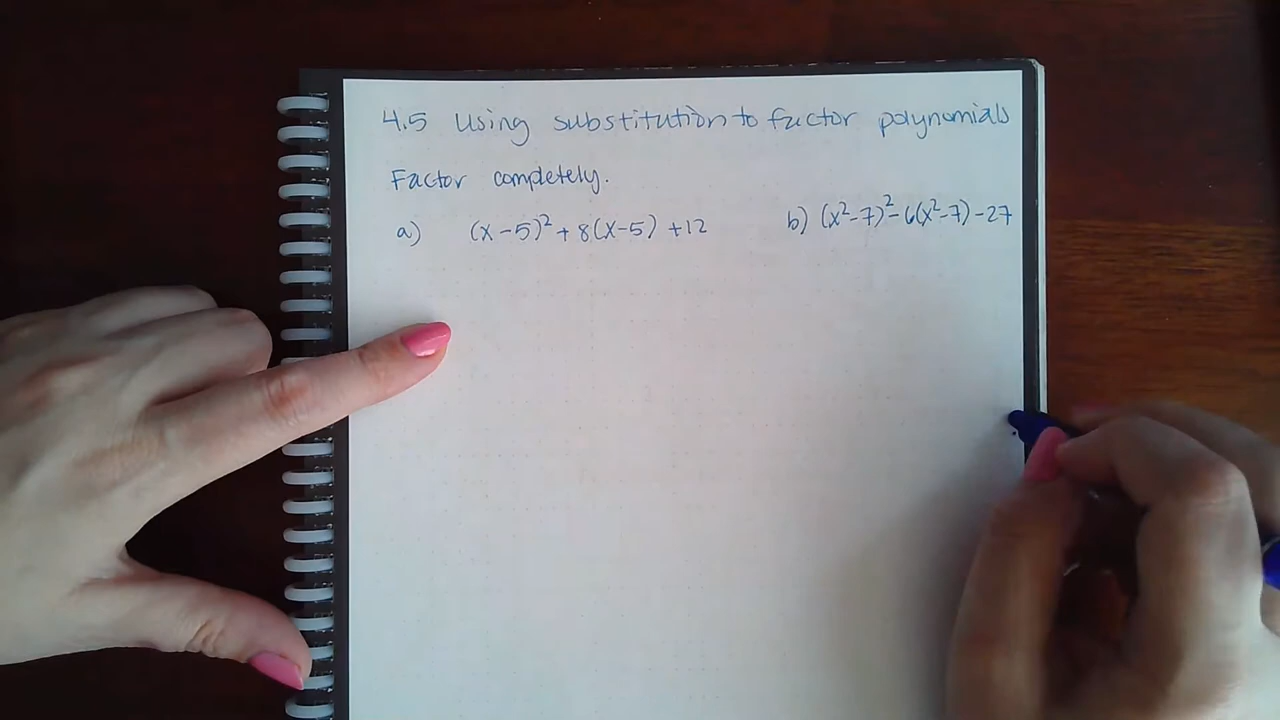 4.5 Using substitution to factor polynomials
Factor completely.
a) (x-5)² + 8(x-5) + 12
b) (x²-7)² - 6(x²-7) - 27